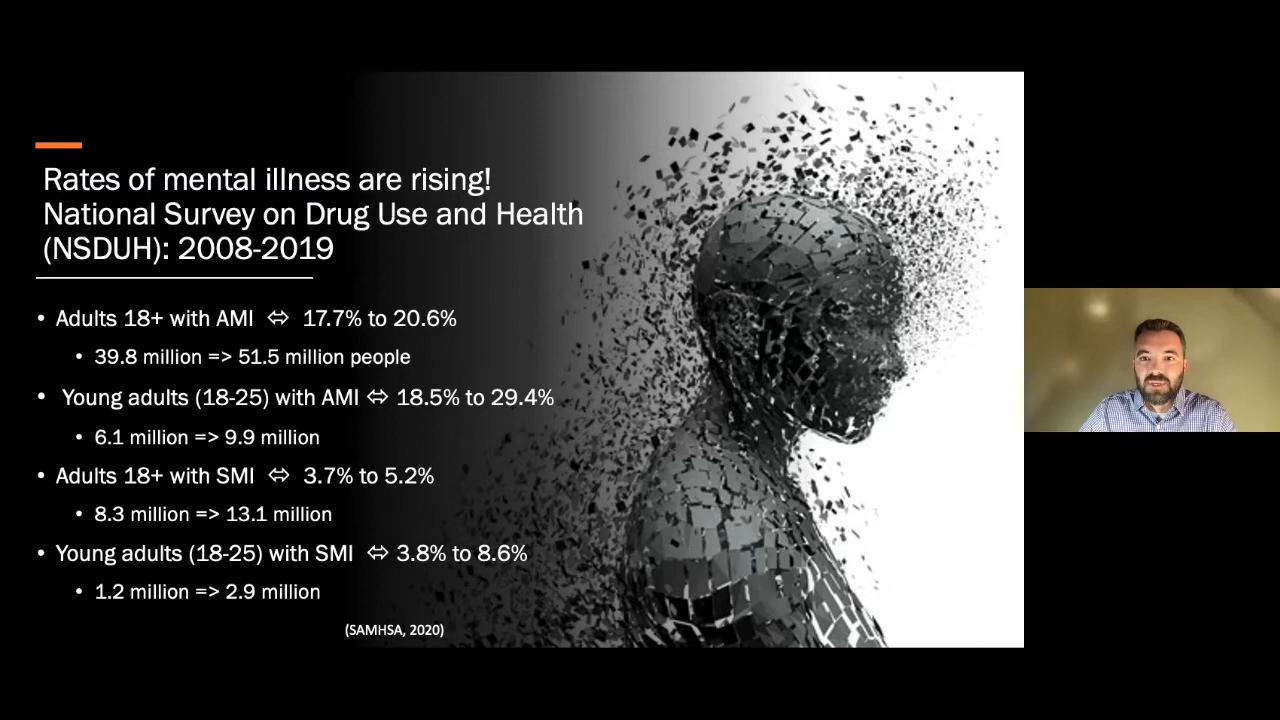 Rates of mental illness are rising!
National Survey on Drug Use and Health
(NSDUH): 2008-2019
• Adults 18+ with AMI ⬄ 17.7% to 20.6%
• 39.8 million => 51.5 million people
• Young adults (18-25) with AMI ⬄ 18.5% to 29.4%
• 6.1 million => 9.9 million
• Adults 18+ with SMI ⬄ 3.7% to 5.2%
• 8.3 million => 13.1 million
• Young adults (18-25) with SMI ⬄ 3.8% to 8.6%
• 1.2 million => 2.9 million
(SAMHSA, 2020)